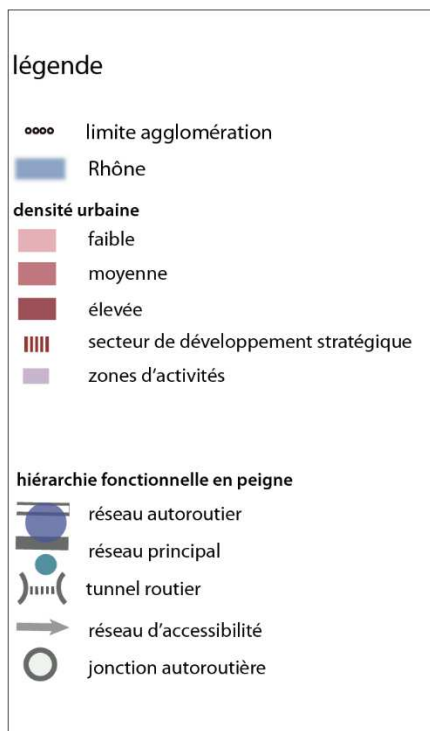 légende
limite agglomération
Rhône
densité urbaine
faible
moyenne
élevée
secteur de développement stratégique
zones d'activités
hiérarchie fonctionnelle en peigne
réseau autoroutier
réseau principal
tunnel routier
réseau d'accessibilité
jonction autoroutière